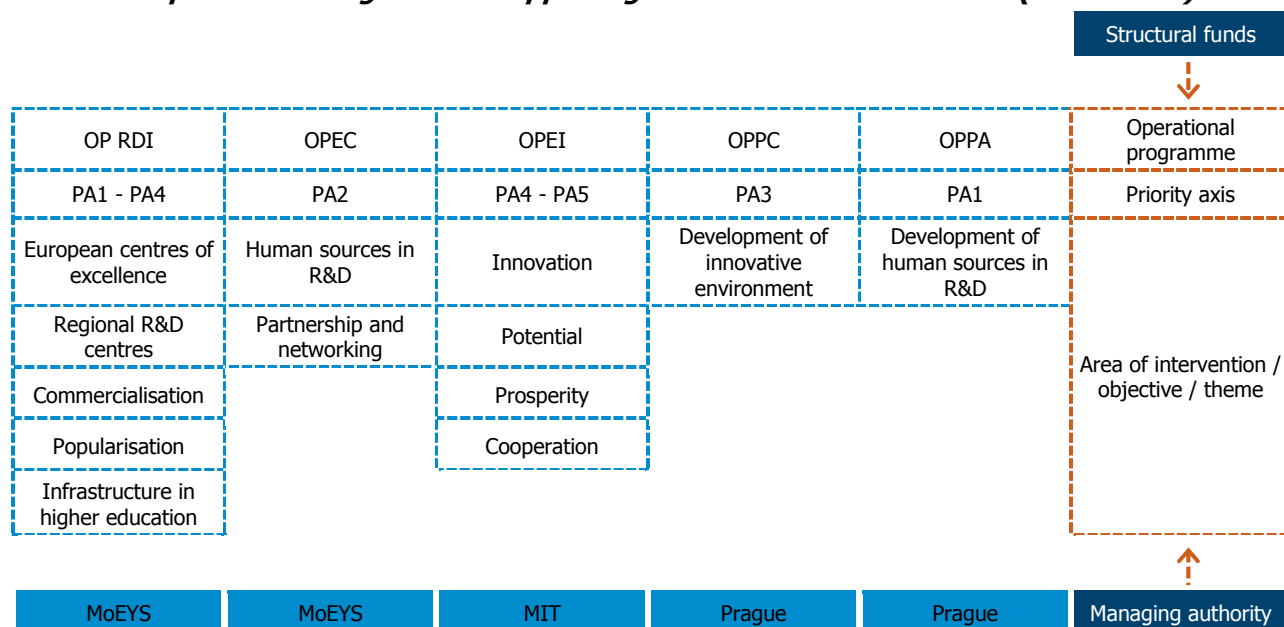 Structural funds
OP RDI
OPEC
OPEI
OPPC
OPPA
Operational
programme
PA1 - PA4
PA2
PA4 - PA5
PA3
PA1
Priority axis
European centres of
excellence
Human sources in
R&D
Innovation
Development of
innovative
environment
Development of
human sources in
R&D
Regional R&D
centres
Partnership and
networking
Potential
Area of intervention /
objective / theme
Commercialisation
Prosperity
Popularisation
Cooperation
Infrastructure in
higher education
MoEYS
MoEYS
MIT
Prague
Prague
Managing authority